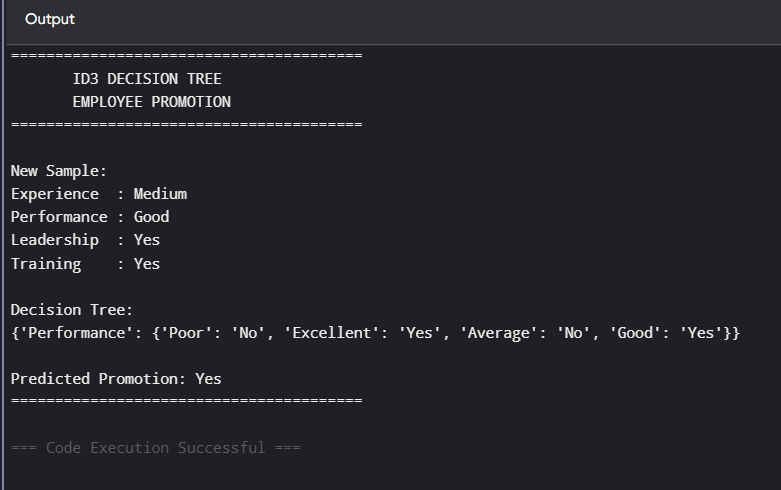 Output
========================================
ID3 DECISION TREE
EMPLOYEE PROMOTION
========================================
New Sample:
Experience  : Medium
Performance : Good
Leadership  : Yes
Training    : Yes
Decision Tree:
{'Performance': {'Poor': 'No', 'Excellent': 'Yes', 'Average': 'No', 'Good': 'Yes'}}
Predicted Promotion: Yes
========================================
=== Code Execution Successful ===